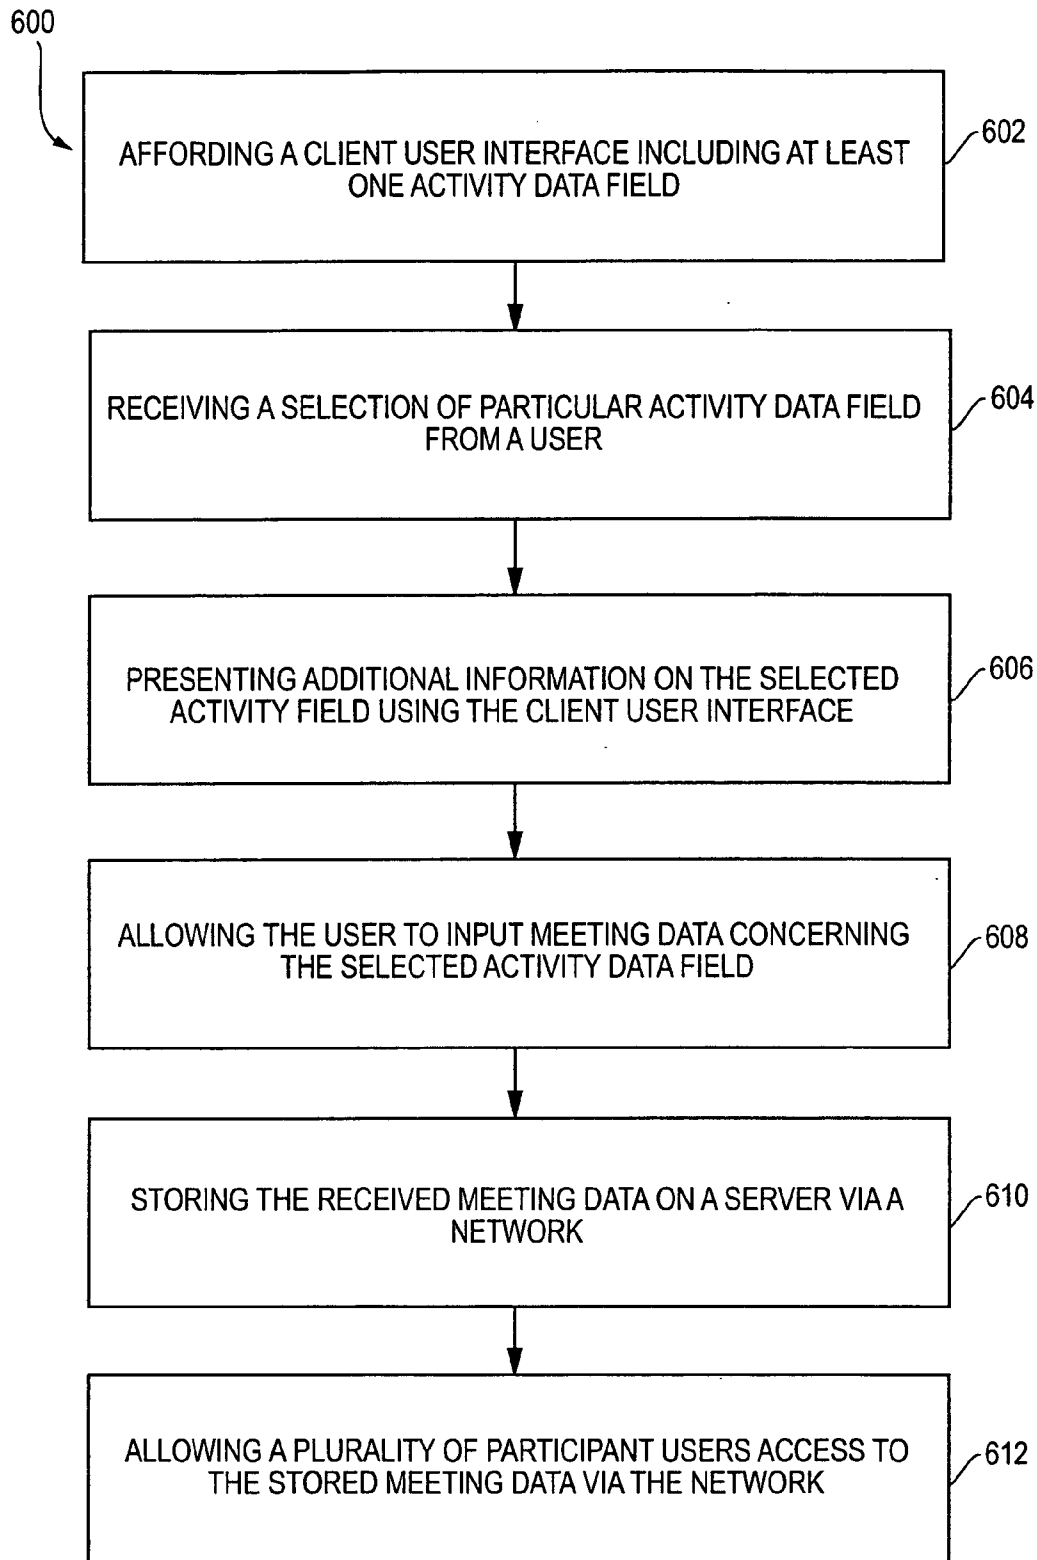 600
AFFORDING A CLIENT USER INTERFACE INCLUDING AT LEAST
ONE ACTIVITY DATA FIELD
602
RECEIVING A SELECTION OF PARTICULAR ACTIVITY DATA FIELD
FROM A USER
604
PRESENTING ADDITIONAL INFORMATION ON THE SELECTED
ACTIVITY FIELD USING THE CLIENT USER INTERFACE
606
ALLOWING THE USER TO INPUT MEETING DATA CONCERNING
THE SELECTED ACTIVITY DATA FIELD
608
STORING THE RECEIVED MEETING DATA ON A SERVER VIA A
NETWORK
610
ALLOWING A PLURALITY OF PARTICIPANT USERS ACCESS TO
THE STORED MEETING DATA VIA THE NETWORK
612